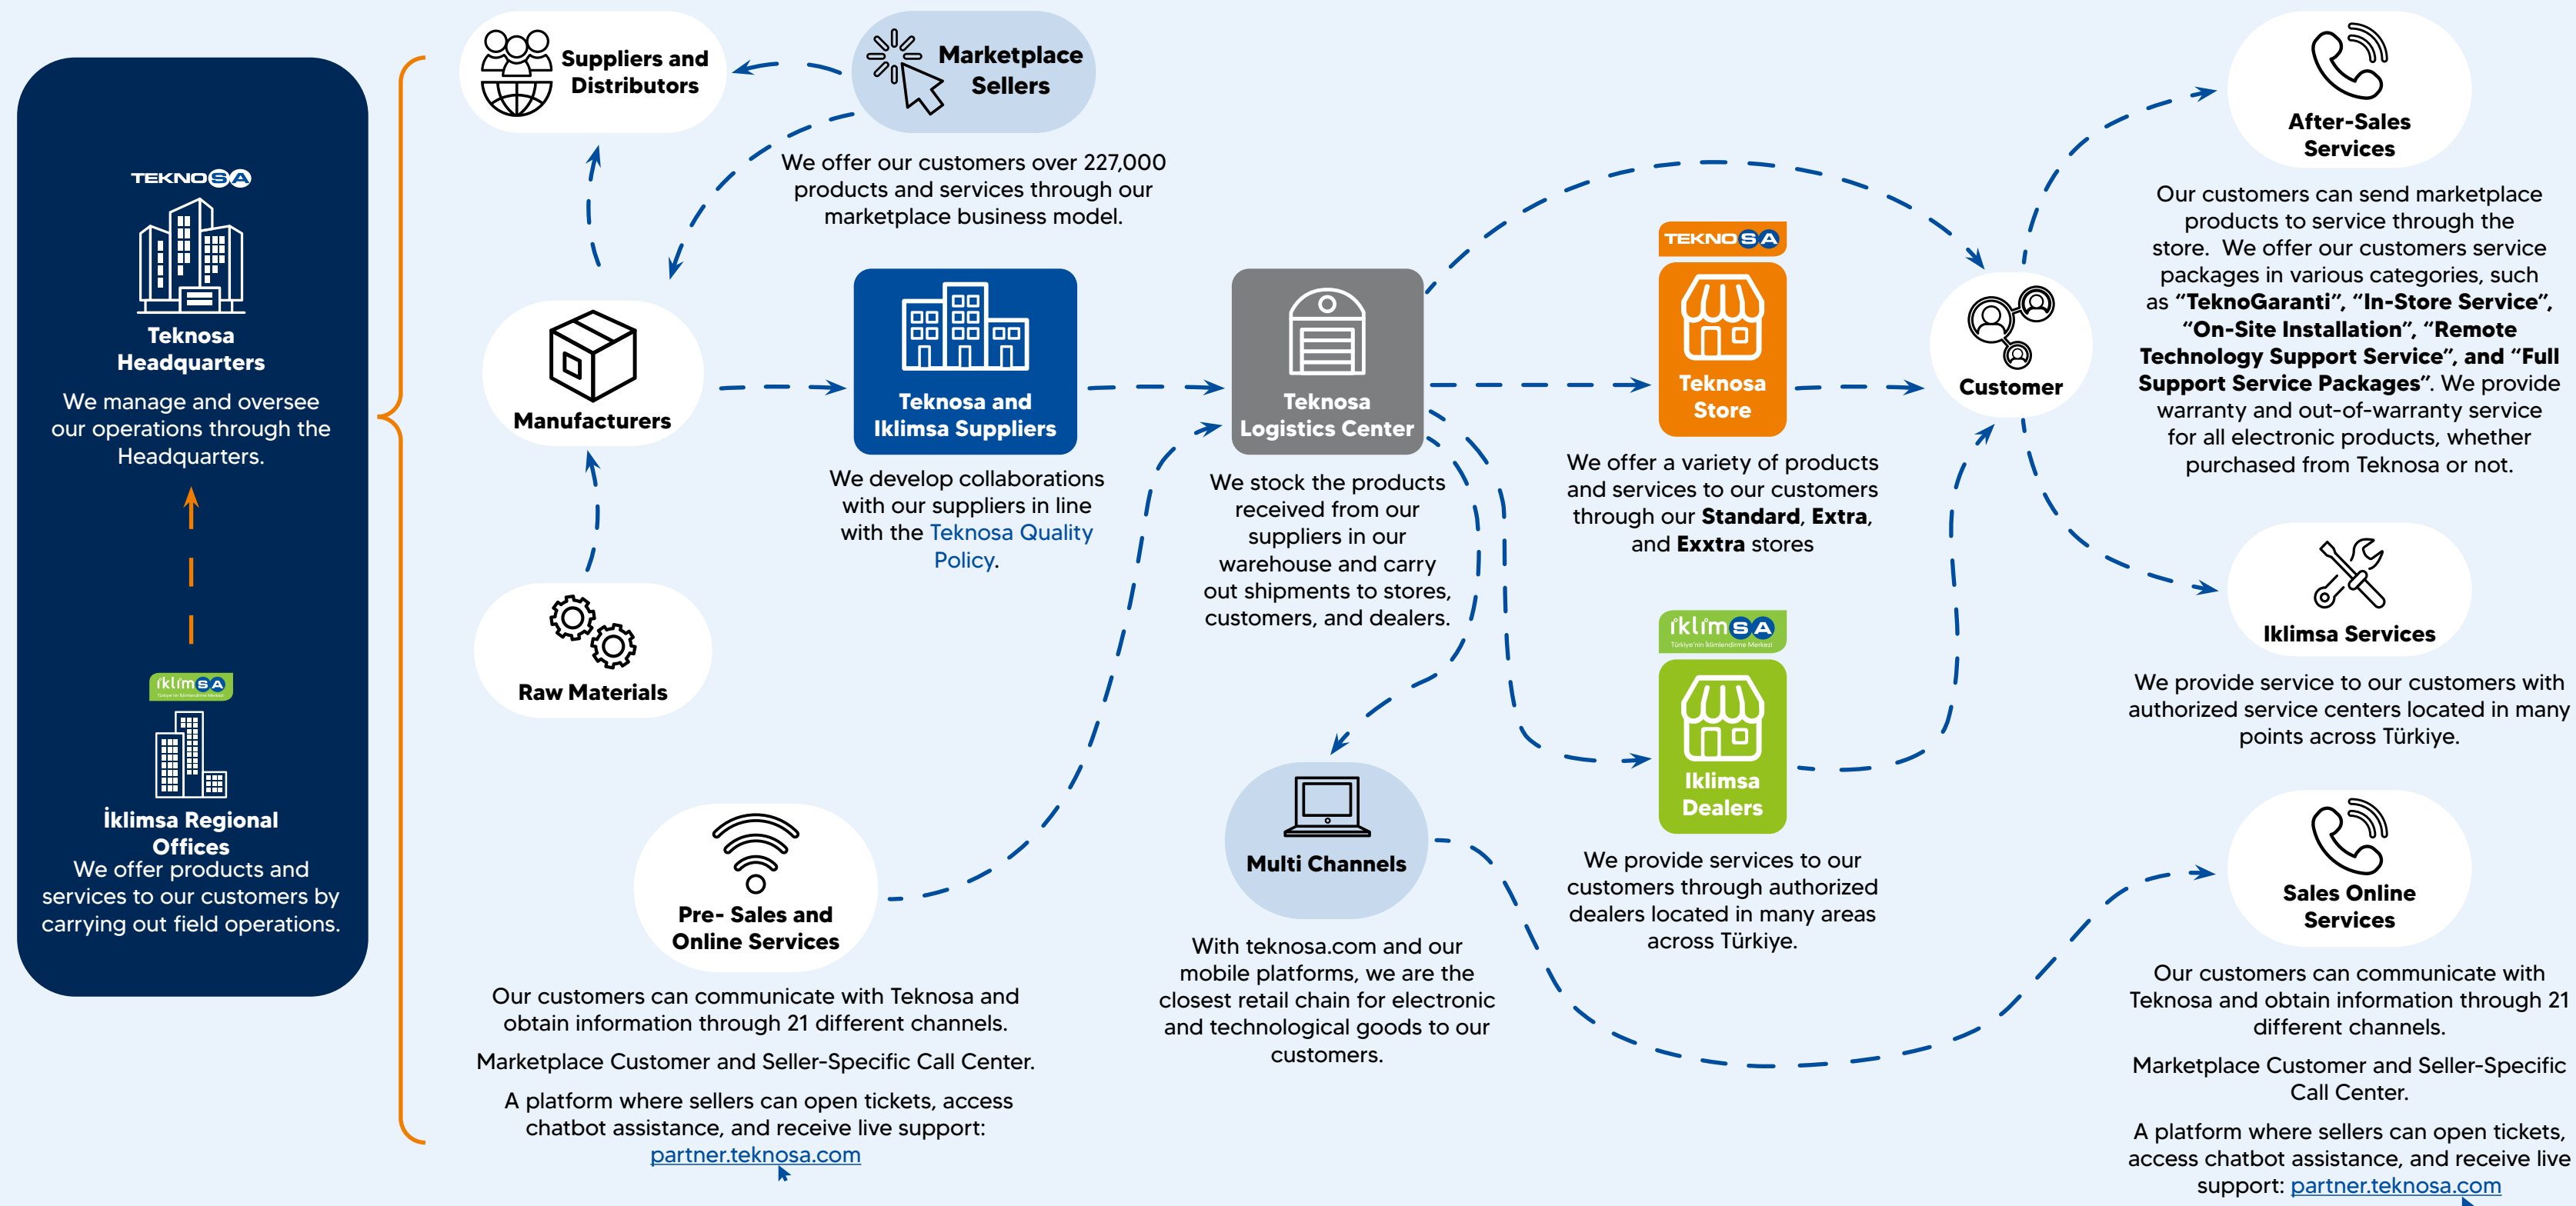 TEKNOSA
Teknosa
Headquarters
We manage and oversee
our operations through the
Headquarters.
iklimSA
Türkiye'nin İklimlendirme Merkezi
İklimsa Regional
Offices
We offer products and
services to our customers by
carrying out field operations.
Suppliers and
Distributors
Marketplace
Sellers
We offer our customers over 227,000
products and services through our
marketplace business model.
Manufacturers
Raw Materials
Teknosa and
Iklimsa Suppliers
We develop collaborations
with our suppliers in line
with the Teknosa Quality
Policy.
Pre- Sales and
Online Services
Our customers can communicate with Teknosa and
obtain information through 21 different channels.
Marketplace Customer and Seller-Specific Call Center.
A platform where sellers can open tickets, access
chatbot assistance, and receive live support:
partner.teknosa.com
Teknosa
Logistics Center
We stock the products
received from our
suppliers in our
warehouse and carry
out shipments to stores,
customers, and dealers.
Multi Channels
With teknosa.com and our
mobile platforms, we are the
closest retail chain for electronic
and technological goods to our
customers.
TEKNOSA
Teknosa
Store
We offer a variety of products
and services to our customers
through our Standard, Extra,
and Exxtra stores
iklimSA
Türkiye'nin İklimlendirme Merkezi
Iklimsa
Dealers
We provide services to our
customers through authorized
dealers located in many areas
across Türkiye.
Customer
After-Sales
Services
Our customers can send marketplace
products to service through the
store. We offer our customers service
packages in various categories, such
as “TeknoGaranti”, “In-Store Service”,
“On-Site Installation”, “Remote
Technology Support Service”, and “Full
Support Service Packages”. We provide
warranty and out-of-warranty service
for all electronic products, whether
purchased from Teknosa or not.
Iklimsa Services
We provide service to our customers with
authorized service centers located in many
points across Türkiye.
Sales Online
Services
Our customers can communicate with
Teknosa and obtain information through 21
different channels.
Marketplace Customer and Seller-Specific
Call Center.
A platform where sellers can open tickets,
access chatbot assistance, and receive live
support: partner.teknosa.com